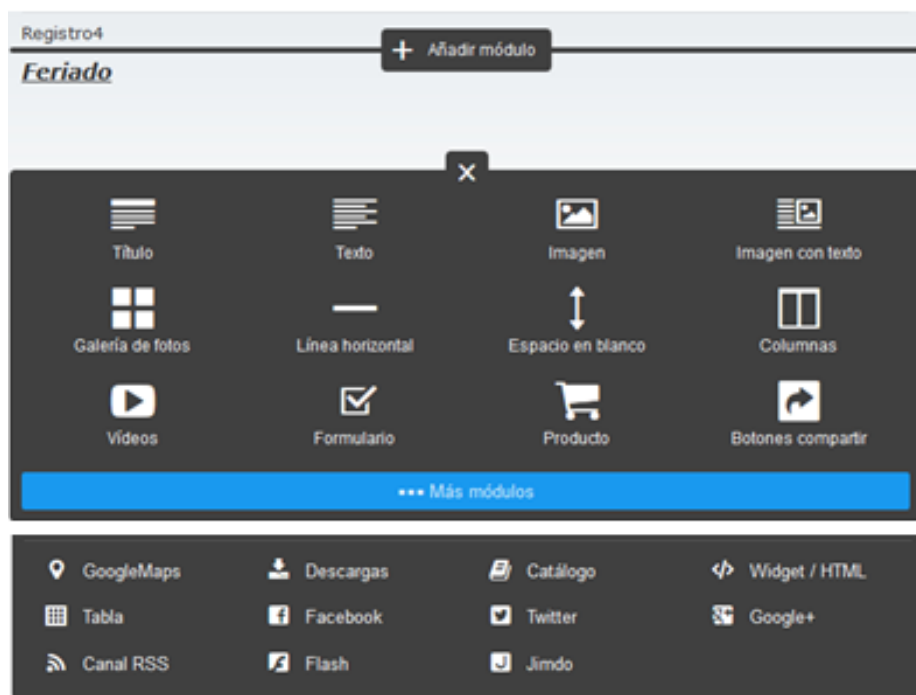 Registro4
+ Añadir módulo
Feriado
Título Texto Imagen Imagen con texto
Galería de fotos Línea horizontal Espacio en blanco Columnas
Vídeos Formulario Producto Botones compartir
Más módulos
GoogleMaps Descargas Catálogo Widget / HTML
Tabla Facebook Twitter Google+
Canal RSS Flash Jimdo